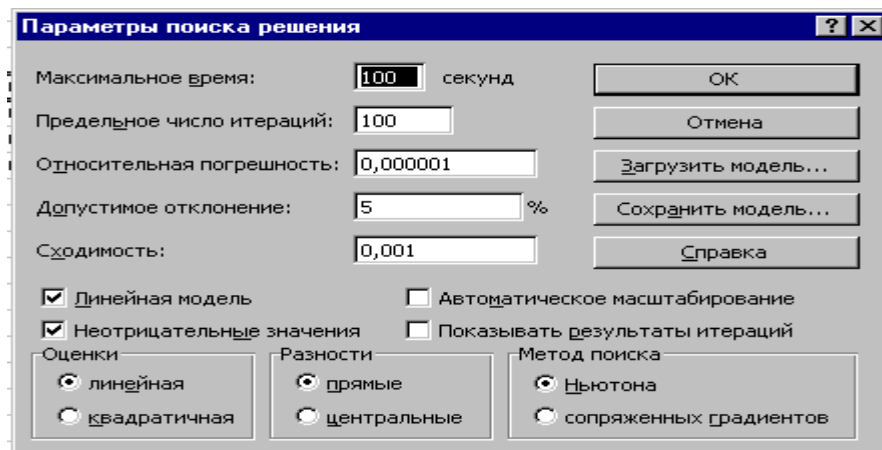 Параметры поиска решения
Максимальное время: 100 секунд OK
Предельное число итераций: 100 Отмена
Относительная погрешность: 0,000001 Загрузить модель...
Допустимое отклонение: 5 % Сохранить модель...
Сходимость: 0,001 Справка
Линейная модель Автоматическое масштабирование
Неотрицательные значения Показывать результаты итераций
Оценки Разности Метод поиска
линейная прямые Ньютона
квадратичная центральные сопряженных градиентов